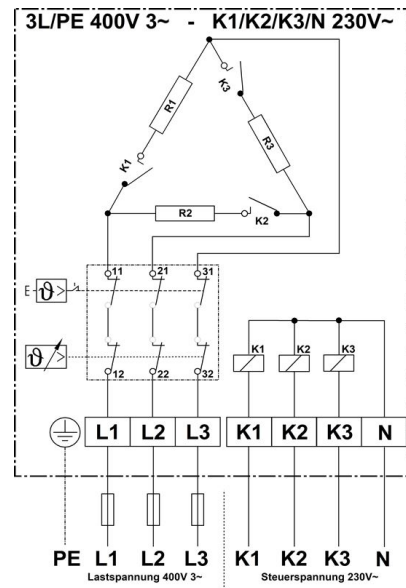 3L/PE 400V 3~ - K1/K2/K3/N 230V~
K3
R1
R3
K1
R2
K2
11 21 31
E ϑ >
K1 K2 K3
ϑ >
12 22 32
L1 L2 L3 K1 K2 K3 N
PE L1 L2 L3 K1 K2 K3 N
Lastspannung 400V 3~ Steuerspannung 230V~